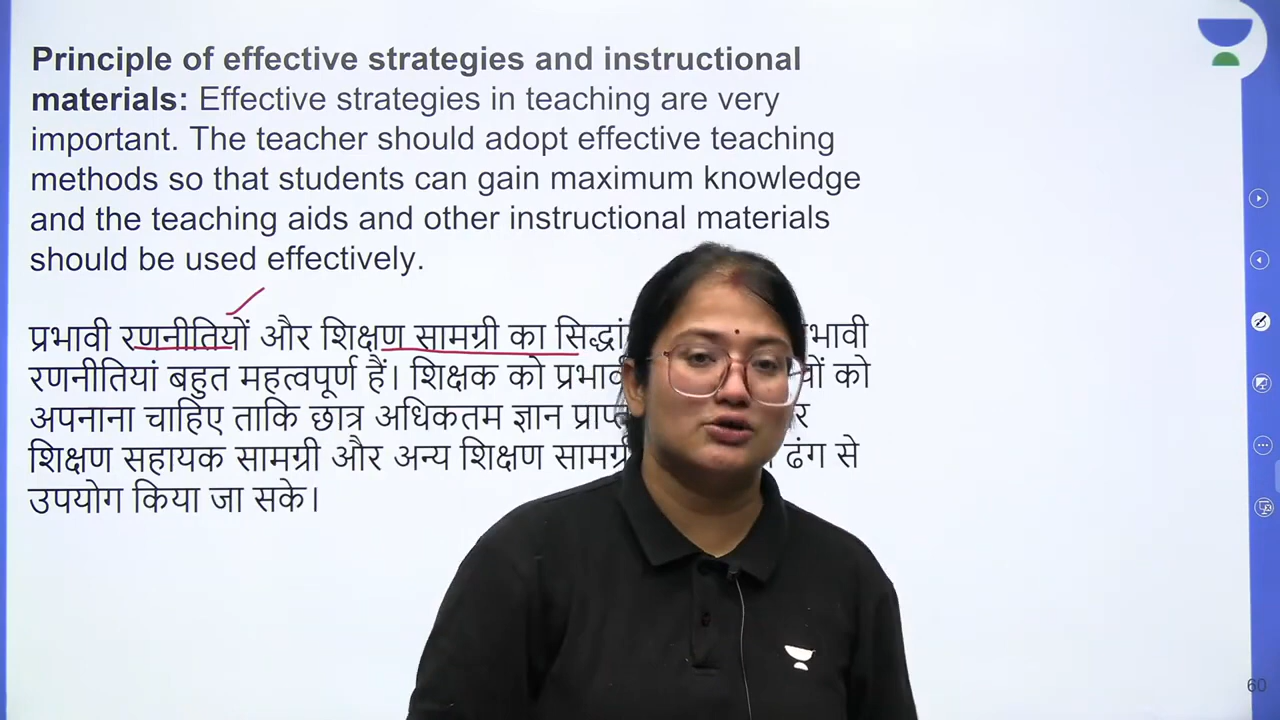 Principle of effective strategies and instructional
materials: Effective strategies in teaching are very
important. The teacher should adopt effective teaching
methods so that students can gain maximum knowledge
and the teaching aids and other instructional materials
should be used effectively.
प्रभावी रणनीतियों और शिक्षण सामग्री का
रणनीतियां बहुत महत्वपूर्ण हैं। शिक्षक को को
अपनाना चाहिए ताकि छात्र अधिकतम ज्ञान
शिक्षण सहायक सामग्री और अन्य शिक्षण ढंग से
उपयोग किया जा सके।
60